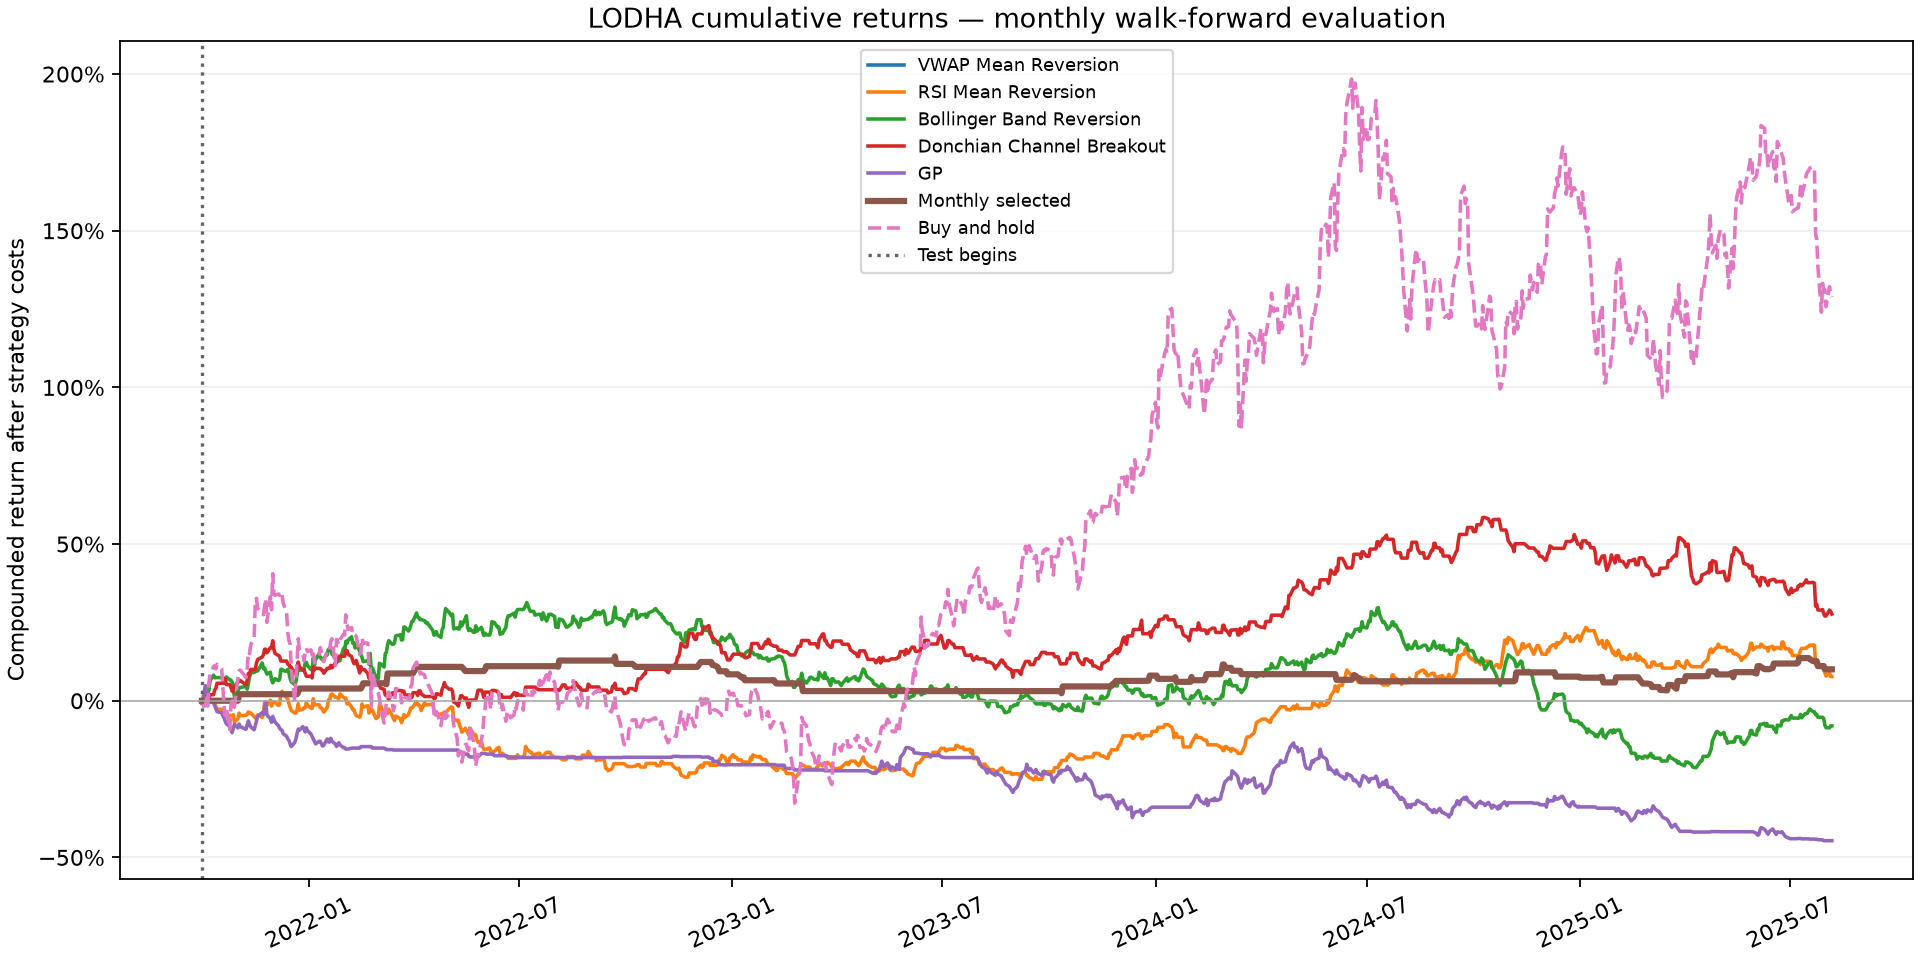 LODHA cumulative returns — monthly walk-forward evaluation
Compounded return after strategy costs
200%
150%
100%
50%
0%
−50%
VWAP Mean Reversion
RSI Mean Reversion
Bollinger Band Reversion
Donchian Channel Breakout
GP
Monthly selected
Buy and hold
Test begins
2022-01
2022-07
2023-01
2023-07
2024-01
2024-07
2025-01
2025-07